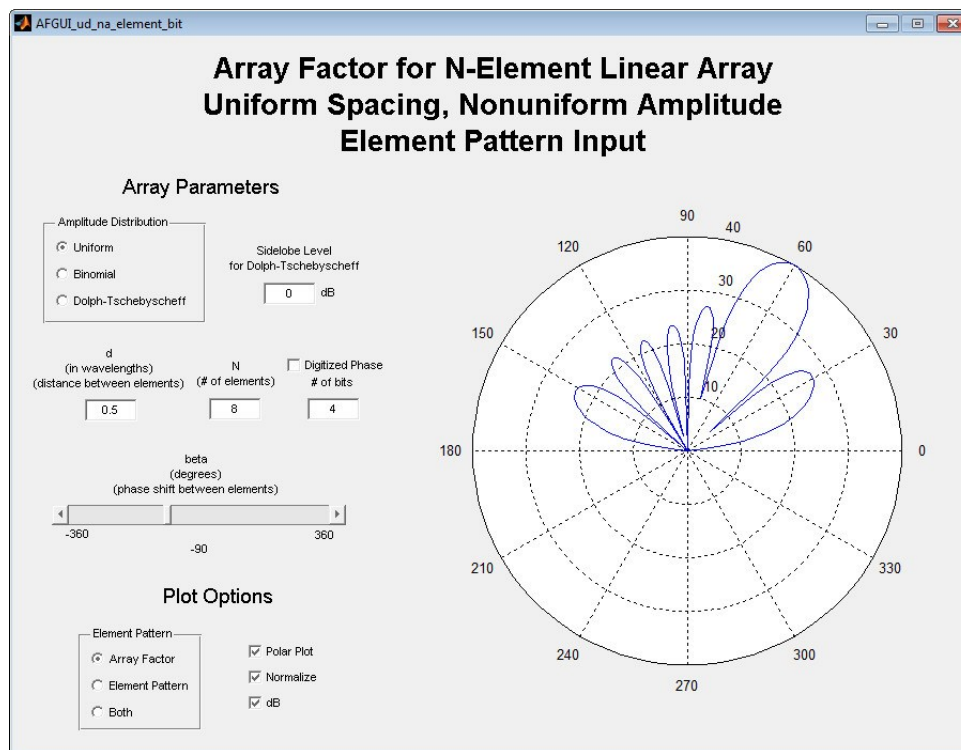 AFGUI_ud_na_element_bit
Array Factor for N-Element Linear Array
Uniform Spacing, Nonuniform Amplitude
Element Pattern Input
Array Parameters
Amplitude Distribution
Uniform
Binomial
Dolph-Tschebyscheff
Sidelobe Level
for Dolph-Tschebyscheff
0 dB
d
(in wavelengths)
(distance between elements)
0.5
N
(# of elements)
8
Digitized Phase
# of bits
4
beta
(degrees)
(phase shift between elements)
-360
360
-90
Plot Options
Element Pattern
Array Factor
Element Pattern
Both
Polar Plot
Normalize
dB
90
40
120
60
30
150
30
20
10
180
0
210
330
240
300
270